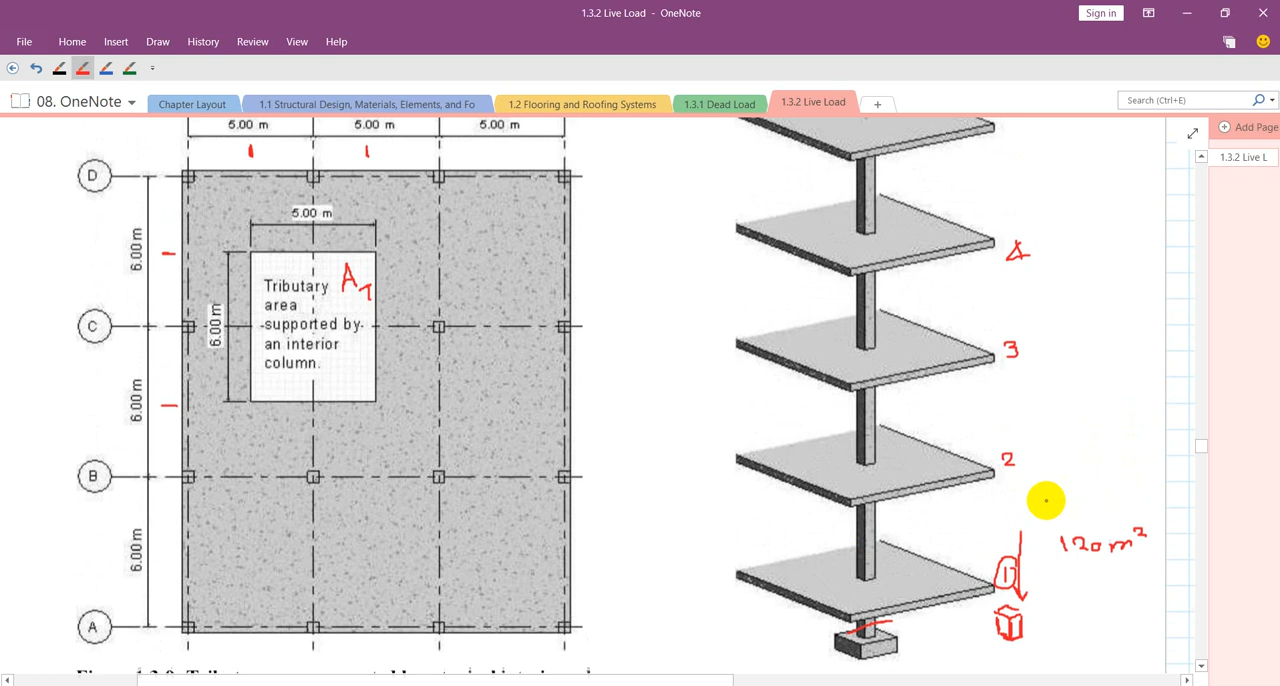 1.3.2 Live Load - OneNote
Sign in
File Home Insert Draw History Review View Help
08. OneNote
Chapter Layout
1.1 Structural Design, Materials, Elements, and Fo
1.2 Flooring and Roofing Systems
1.3.1 Dead Load
1.3.2 Live Load
Search (Ctrl+E)
Add Page
1.3.2 Live L
5.00 m 5.00 m 5.00 m
D
5.00 m
6.00 m
6.00 m
Tributary
area
supported by
an interior
column.
A
C
6.00 m
B
6.00 m
A
4
3
2
120 m²
1